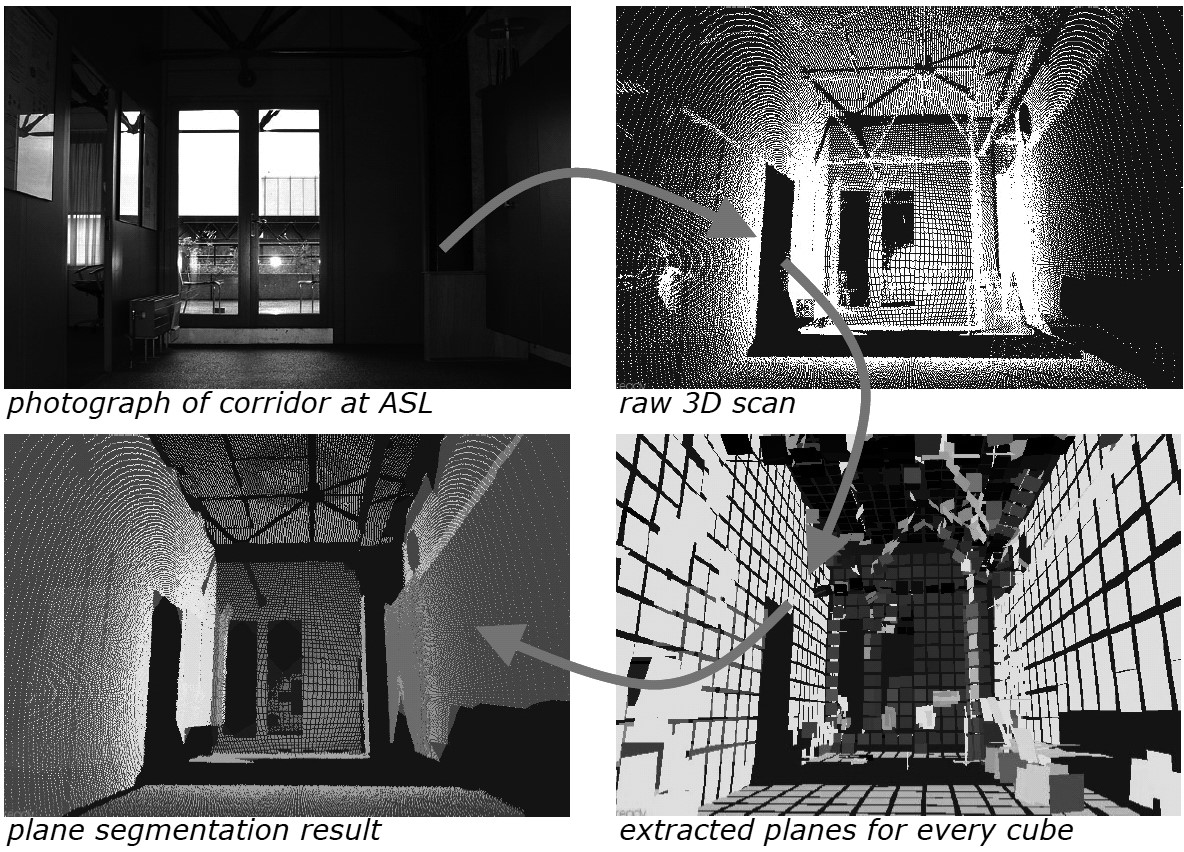 photograph of corridor at ASL
raw 3D scan
plane segmentation result
extracted planes for every cube